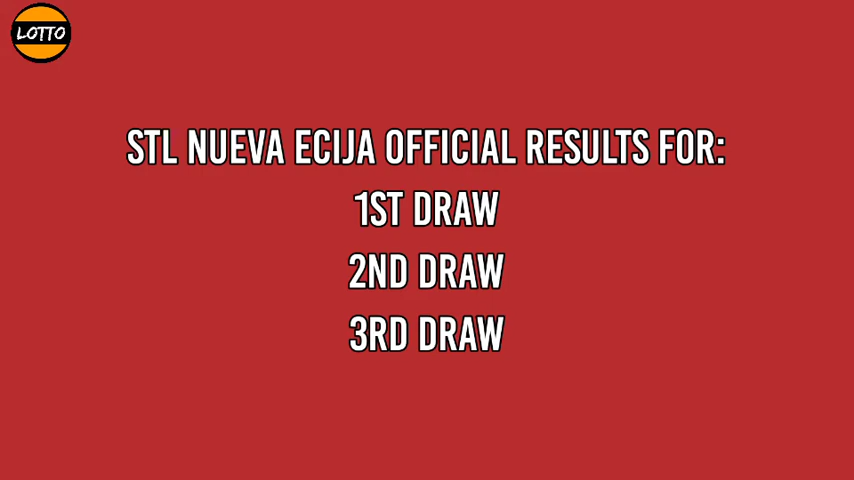 LOTTO
STL NUEVA ECIJA OFFICIAL RESULTS FOR:
1ST DRAW
2ND DRAW
3RD DRAW